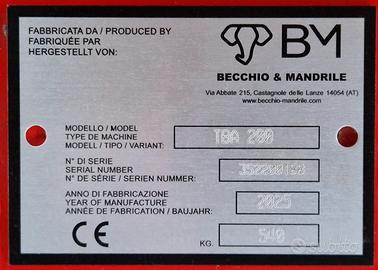 FABBRICATA DA / PRODUCED BY
FABRIQUÉE PAR
HERGESTELLT VON:
BM
BECCHIO & MANDRILE
Via Abbate 215, Castagnole delle Lanze 14054 (AT)
www.becchio-mandrile.com
MODELLO / MODEL
TYPE DE MACHINE
MODELL / TIPO / VARIANT:
TBA 200
N° DI SERIE
SERIAL NUMBER
N° DE SÉRIE / SERIEN NUMMER:
ANNO DI FABBRICAZIONE
YEAR OF MANUFACTURE
ANNÉE DE FABRICATION / BAUJAHR:
2025
CE
KG.
540
subito